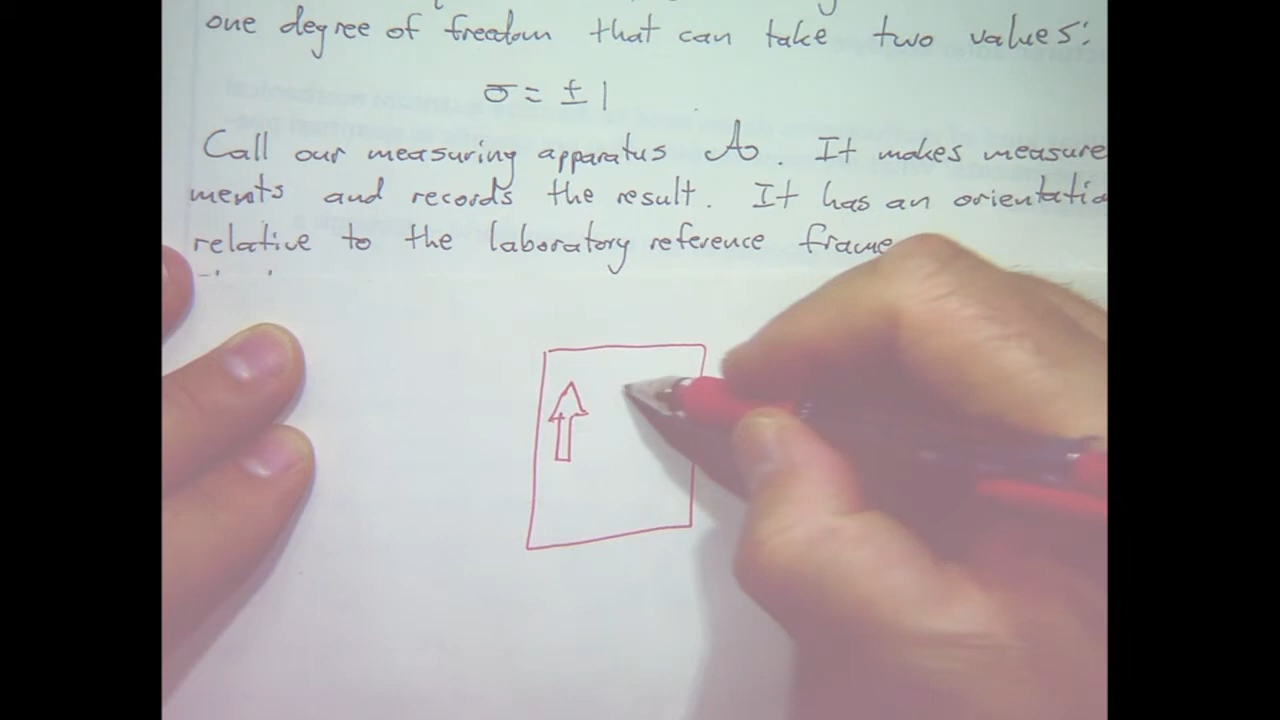 one degree of freedom that can take two values:
σ = ± 1
Call our measuring apparatus A. It makes measure
ments and records the result. It has an orientatio
relative to the laboratory reference frame